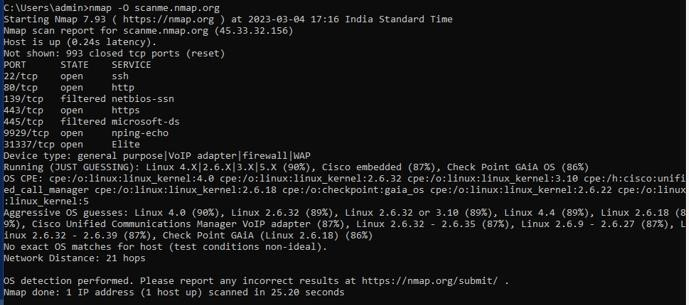 C:\Users\admin>nmap -O scanme.nmap.org
Starting Nmap 7.93 ( https://nmap.org ) at 2023-03-04 17:16 India Standard Time
Nmap scan report for scanme.nmap.org (45.33.32.156)
Host is up (0.24s latency).
Not shown: 993 closed tcp ports (reset)
PORT      STATE    SERVICE
22/tcp    open     ssh
80/tcp    open     http
139/tcp   filtered netbios-ssn
443/tcp   open     https
445/tcp   filtered microsoft-ds
9929/tcp  open     nping-echo
31337/tcp open     Elite
Device type: general purpose|VoIP adapter|firewall|WAP
Running (JUST GUESSING): Linux 4.X|2.6.X|3.X|5.X (90%), Cisco embedded (87%), Check Point GAiA OS (86%)
OS CPE: cpe:/o:linux:linux_kernel:4.0 cpe:/o:linux:linux_kernel:2.6.32 cpe:/o:linux:linux_kernel:3.10 cpe:/h:cisco:unifi
ed_call_manager cpe:/o:linux:linux_kernel:2.6.18 cpe:/o:checkpoint:gaia_os cpe:/o:linux:linux_kernel:2.6.22 cpe:/o:linux
:linux_kernel:5
Aggressive OS guesses: Linux 4.0 (90%), Linux 2.6.32 (89%), Linux 2.6.32 or 3.10 (89%), Linux 4.4 (89%), Linux 2.6.18 (8
9%), Cisco Unified Communications Manager VoIP adapter (87%), Linux 2.6.32 - 2.6.35 (87%), Linux 2.6.9 - 2.6.27 (87%), L
inux 2.6.32 - 2.6.39 (87%), Check Point GAiA (Linux 2.6.18) (86%)
No exact OS matches for host (test conditions non-ideal).
Network Distance: 21 hops
OS detection performed. Please report any incorrect results at https://nmap.org/submit/ .
Nmap done: 1 IP address (1 host up) scanned in 25.20 seconds